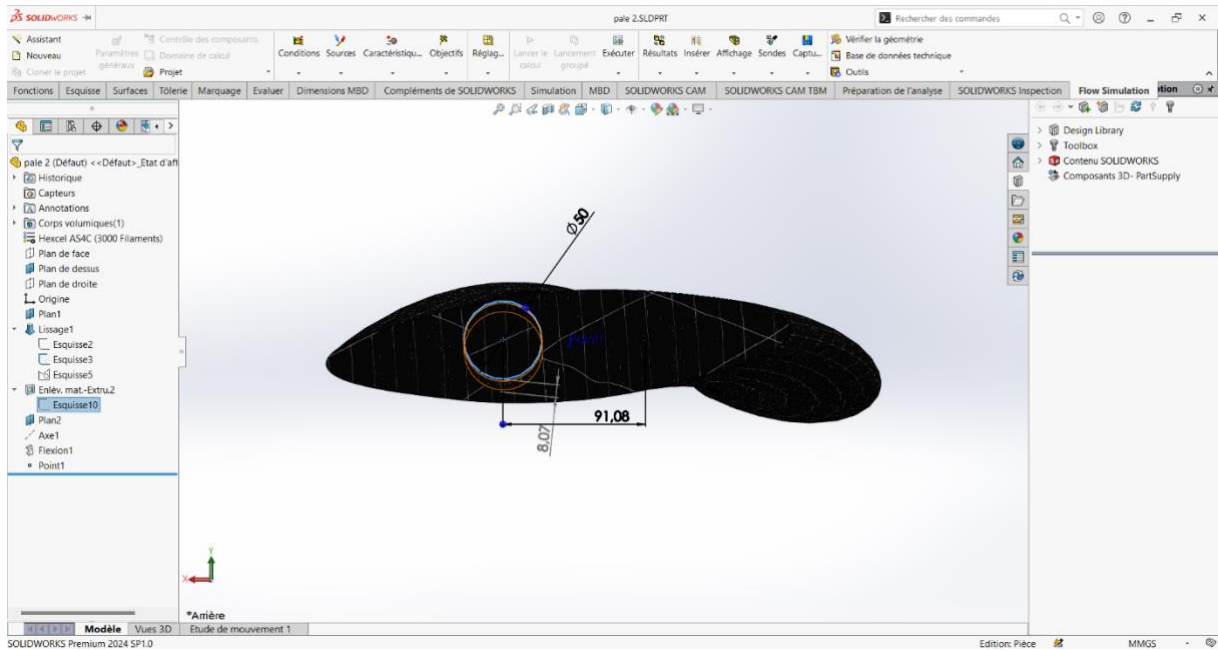 SOLIDWORKS
pale 2.SLDPRT
Rechercher des commandes
Assistant
Nouveau
Cloner le projet
Paramètres généraux
Contrôle des composants
Domaine de calcul
Projet
Conditions
Sources
Caractéristiqu...
Objectifs
Réglag...
Lancer le calcul
Lancement groupé
Exécuter
Résultats
Insérer
Affichage
Sondes
Captu...
Vérifier la géométrie
Base de données technique
Outils
Fonctions
Esquisse
Surfaces
Tôlerie
Marquage
Evaluer
Dimensions MBD
Compléments de SOLIDWORKS
Simulation
MBD
SOLIDWORKS CAM
SOLIDWORKS CAM TBM
Préparation de l'analyse
SOLIDWORKS Inspection
Flow Simulation
tion
pale 2 (Défaut) <<Défaut>_Etat d'aff
Historique
Capteurs
Annotations
Corps volumiques(1)
Hexcel AS4C (3000 Filaments)
Plan de face
Plan de dessus
Plan de droite
Origine
Plan1
Lissage1
Esquisse2
Esquisse3
Esquisse5
Enlév. mat.-Extru.2
Esquisse10
Plan2
Axe1
Flexion1
Point1
Ø50
Point1
91,08
8,07
Y
X
*Arrière
Design Library
Toolbox
Contenu SOLIDWORKS
Composants 3D- PartSupply
Modèle
Vues 3D
Etude de mouvement 1
SOLIDWORKS Premium 2024 SP1.0
Edition: Pièce
MMGS